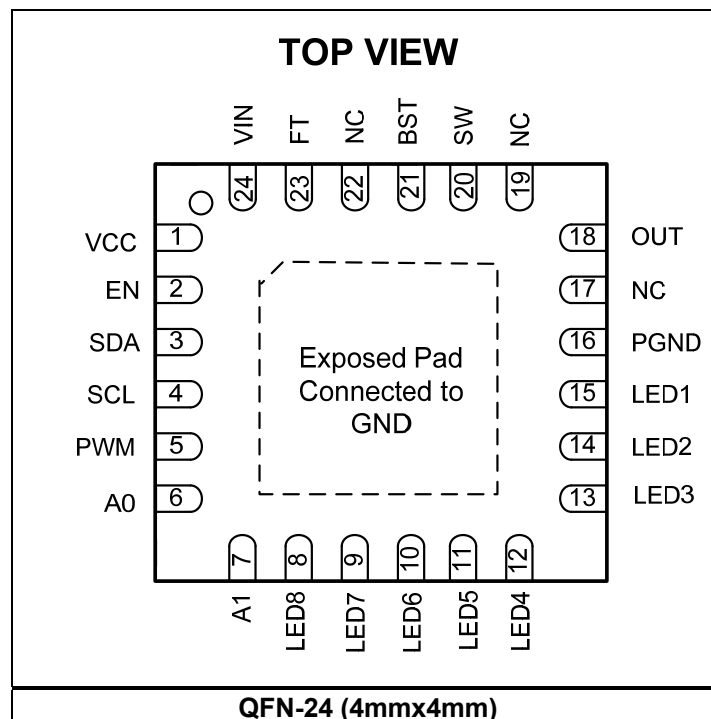 TOP VIEW
VIN FT NC BST SW NC
24 23 22 21 20 19
VCC 1 18 OUT
EN 2 17 NC
SDA 3 16 PGND
SCL 4 15 LED1
PWM 5 14 LED2
A0 6 13 LED3
Exposed Pad
Connected to
GND
7 8 9 10 11 12
A1 LED8 LED7 LED6 LED5 LED4
QFN-24 (4mmx4mm)